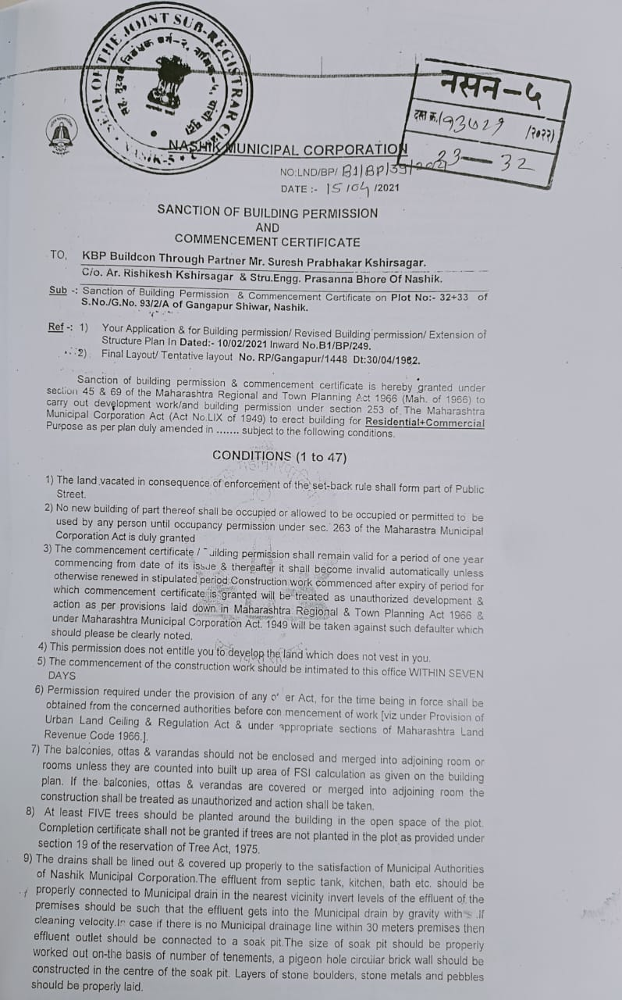 SEAL OF THE JOINT SUB-REGISTRAR
NASIK-5
नसन-५
दस्त क्र.
/२०२२)
33 — 32
NASHIK MUNICIPAL CORPORATION
NO:LND/BP/ B1/BP/39/2021
DATE :- 15/04/2021
SANCTION OF BUILDING PERMISSION
AND
COMMENCEMENT CERTIFICATE
TO, KBP Buildcon Through Partner Mr. Suresh Prabhakar Kshirsagar.
C/o. Ar. Rishikesh Kshirsagar & Stru.Engg. Prasanna Bhore Of Nashik.
Sub -: Sanction of Building Permission & Commencement Certificate on Plot No:- 32+33 of
S.No./G.No. 93/2/A of Gangapur Shiwar, Nashik.
Ref -: 1) Your Application & for Building permission/ Revised Building permission/ Extension of
Structure Plan In Dated:- 10/02/2021 Inward No.B1/BP/249.
2) Final Layout/ Tentative layout No. RP/Gangapur/1448 Dt:30/04/1982.
Sanction of building permission & commencement certificate is hereby granted under
section 45 & 69 of the Maharashtra Regional and Town Planning Act 1966 (Mah. of 1966) to
carry out development work/and building permission under section 253 of The Maharashtra
Municipal Corporation Act (Act No.LIX of 1949) to erect building for Residential+Commercial
Purpose as per plan duly amended in ....... subject to the following conditions.
CONDITIONS (1 to 47)
1) The land vacated in consequence of enforcement of the set-back rule shall form part of Public
Street.
2) No new building of part thereof shall be occupied or allowed to be occupied or permitted to be
used by any person until occupancy permission under sec. 263 of the Maharastra Municipal
Corporation Act is duly granted
3) The commencement certificate / uilding permission shall remain valid for a period of one year
commencing from date of its issue & thereafter it shall become invalid automatically unless
otherwise renewed in stipulated period Construction work commenced after expiry of period for
which commencement certificate is granted will be treated as unauthorized development &
action as per provisions laid down in Maharashtra Regional & Town Planning Act 1966 &
under Maharashtra Municipal Corporation Act. 1949 will be taken against such defaulter which
should please be clearly noted.
4) This permission does not entitle you to develop the land which does not vest in you.
5) The commencement of the construction work should be intimated to this office WITHIN SEVEN
DAYS
6) Permission required under the provision of any o er Act, for the time being in force shall be
obtained from the concerned authorities before con mencement of work [viz under Provision of
Urban Land Ceiling & Regulation Act & under appropriate sections of Maharashtra Land
Revenue Code 1966.].
7) The balconies, ottas & varandas should not be enclosed and merged into adjoining room or
rooms unless they are counted into built up area of FSI calculation as given on the building
plan. If the balconies, ottas & verandas are covered or merged into adjoining room the
construction shall be treated as unauthorized and action shall be taken.
8) At least FIVE trees should be planted around the building in the open space of the plot.
Completion certificate shall not be granted if trees are not planted in the plot as provided under
section 19 of the reservation of Tree Act, 1975.
9) The drains shall be lined out & covered up properly to the satisfaction of Municipal Authorities
of Nashik Municipal Corporation.The effluent from septic tank, kitchen, bath etc. should be
properly connected to Municipal drain in the nearest vicinity invert levels of the effluent of the
premises should be such that the effluent gets into the Municipal drain by gravity with s .lf
cleaning velocity.In case if there is no Municipal drainage line within 30 meters premises then
effluent outlet should be connected to a soak pit.The size of soak pit should be properly
worked out on-the basis of number of tenements, a pigeon hole circular brick wall should be
constructed in the centre of the soak pit. Layers of stone boulders, stone metals and pebbles
should be properly laid.